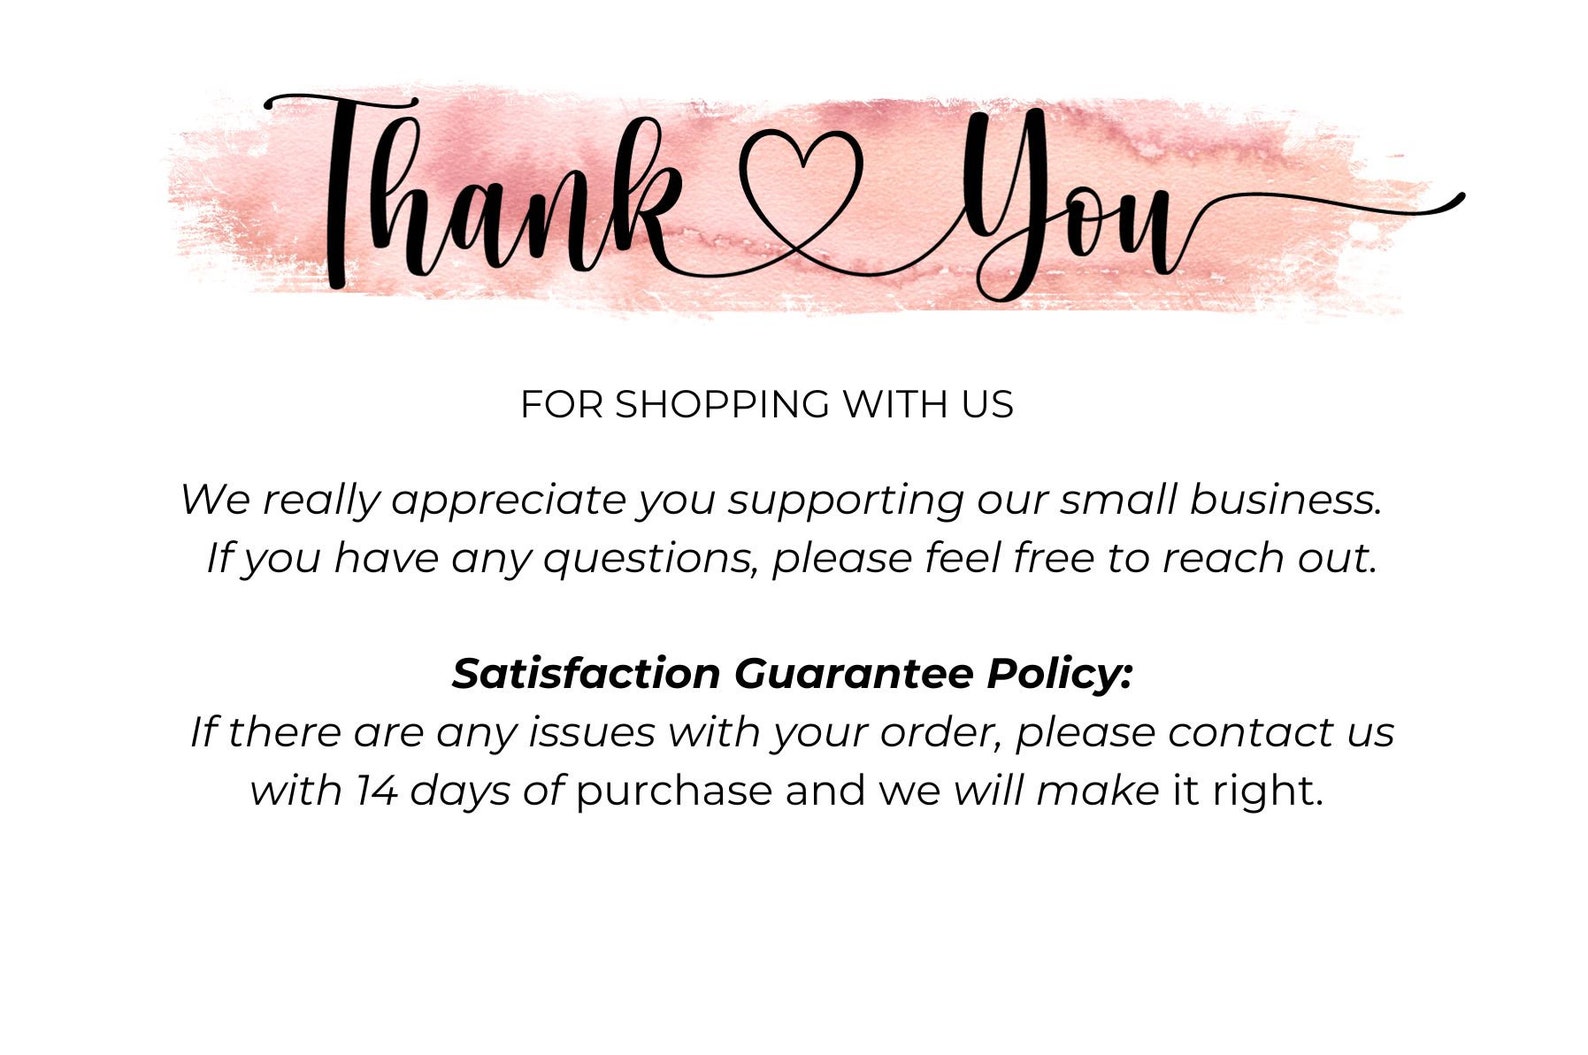 Thank You
FOR SHOPPING WITH US
We really appreciate you supporting our small business.
If you have any questions, please feel free to reach out.
Satisfaction Guarantee Policy:
If there are any issues with your order, please contact us
with 14 days of purchase and we will make it right.